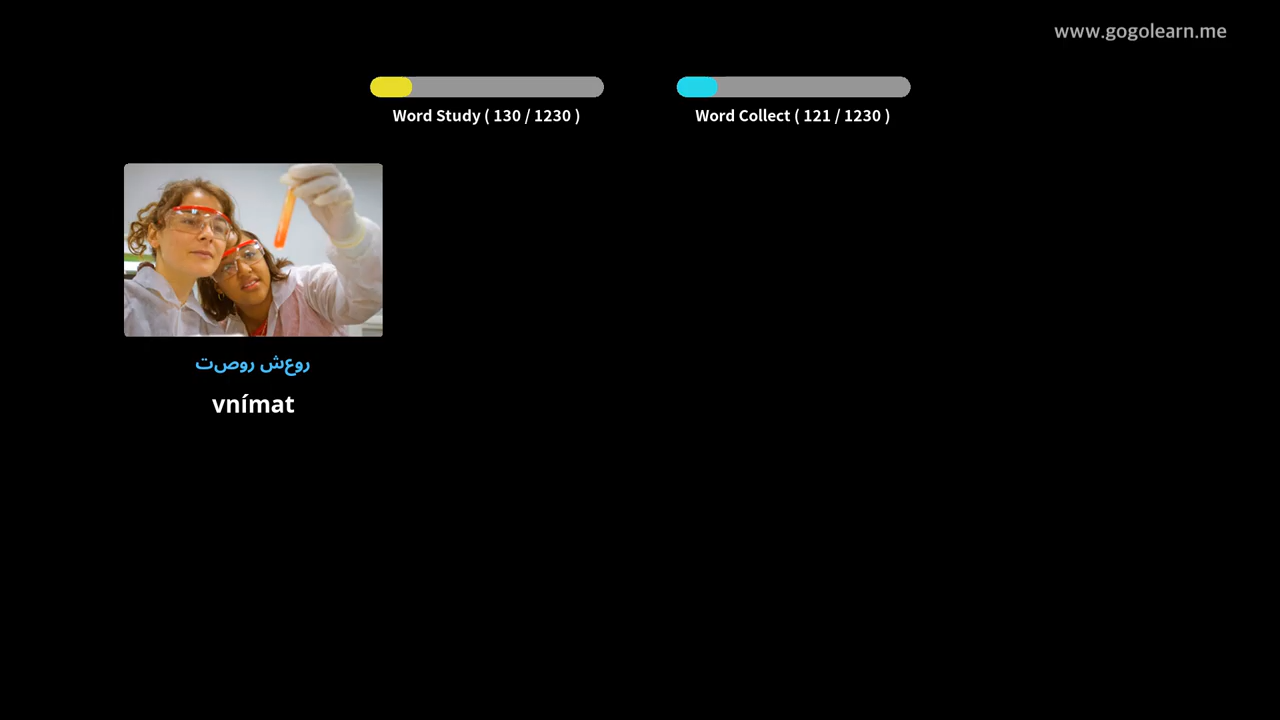 www.gogolearn.me
Word Study ( 130 / 1230 )
Word Collect ( 121 / 1230 )
روعش روصت
vnímat